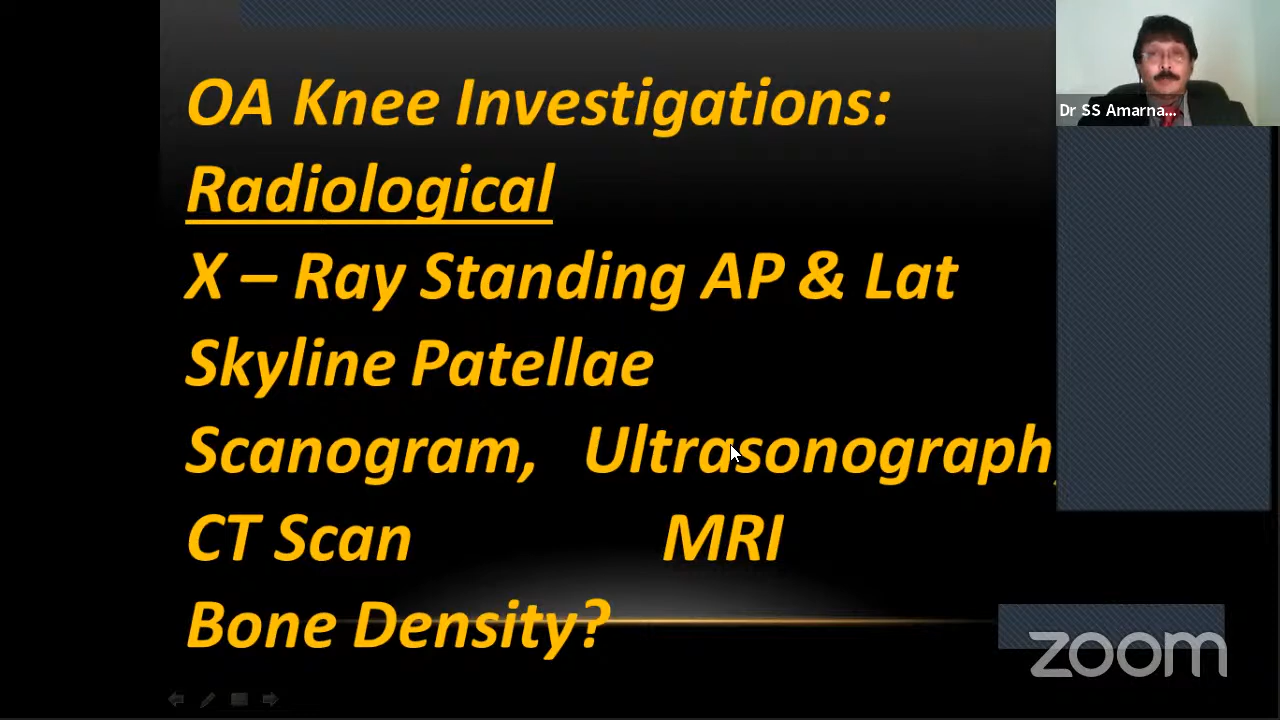 OA Knee Investigations:
Radiological
X – Ray Standing AP & Lat
Skyline Patellae
Scanogram, Ultrasonography
CT Scan MRI
Bone Density?
Dr SS Amarna...
zoom